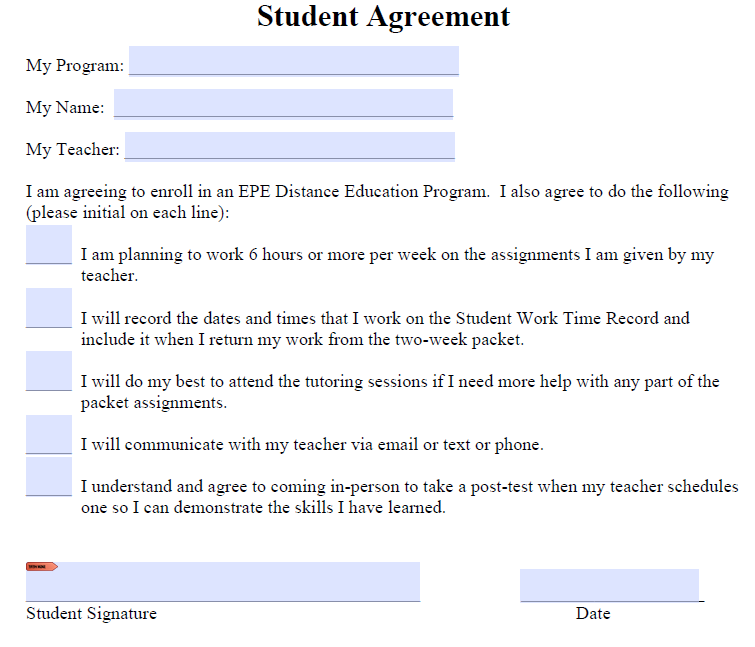 Student Agreement
My Program:
My Name:
My Teacher:
I am agreeing to enroll in an EPE Distance Education Program. I also agree to do the following
(please initial on each line):
I am planning to work 6 hours or more per week on the assignments I am given by my
teacher.
I will record the dates and times that I work on the Student Work Time Record and
include it when I return my work from the two-week packet.
I will do my best to attend the tutoring sessions if I need more help with any part of the
packet assignments.
I will communicate with my teacher via email or text or phone.
I understand and agree to coming in-person to take a post-test when my teacher schedules
one so I can demonstrate the skills I have learned.
Student Signature Date